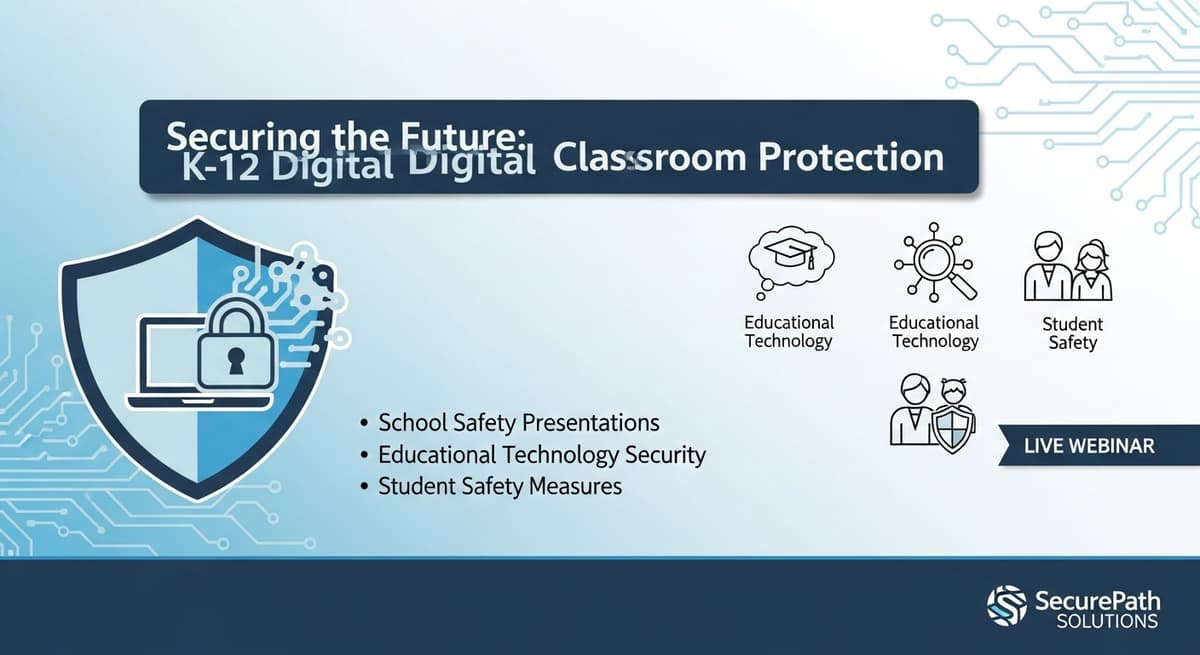 Securing the Future:
K-12 Digital Digital Classroom Protection
Educational
Technology
Educational
Technology
Student
Safety
• School Safety Presentations
• Educational Technology Security
• Student Safety Measures
LIVE WEBINAR
SecurePath
SOLUTIONS